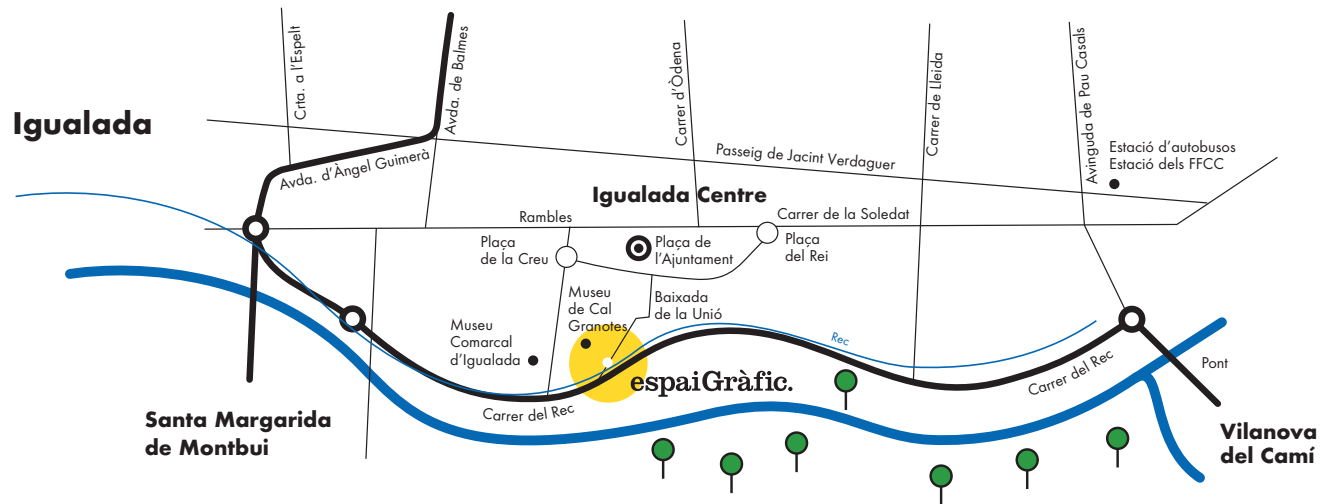 Crta. a l'Espelt
Avda. de Balmes
Carrer d'Òdena
Carrer de Lleida
Avinguda de Pau Casals
Igualada
Passeig de Jacint Verdaguer
Estació d'autobusos
Estació dels FFCC
Avda. d'Àngel Guimerà
Igualada Centre
Rambles
Carrer de la Soledat
Plaça
de la Creu
Plaça de
l'Ajuntament
Plaça
del Rei
Museu
de Cal
Granotes
Baixada
de la Unió
Museu
Comarcal
d'Igualada
Rec
espaiGràfic.
Carrer del Rec
Carrer del Rec
Pont
Santa Margarida
de Montbui
Vilanova
del Camí